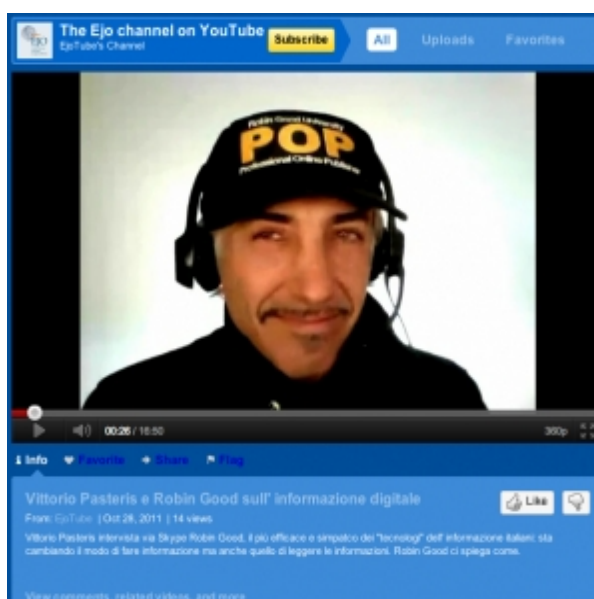 The Ejo channel on YouTube
EjoTube's Channel
Subscribe
All
Uploads
Favorites
Robin Good University
POP
Professional Online Publisher
00:26 / 16:50
360p
Info
Favorite
Share
Flag
Vittorio Pasteris e Robin Good sull' informazione digitale
Like
From: EjoTube | Oct 28, 2011 | 14 views
Vittorio Pasteris intervista via Skype Robin Good, il più efficace e simpatco dei "tecnologi" dell' informazione italiani: sta
cambiando il modo di fare informazione ma anche quello di leggere le informazioni. Robin Good ci spiega come.
View comments, related videos, and more